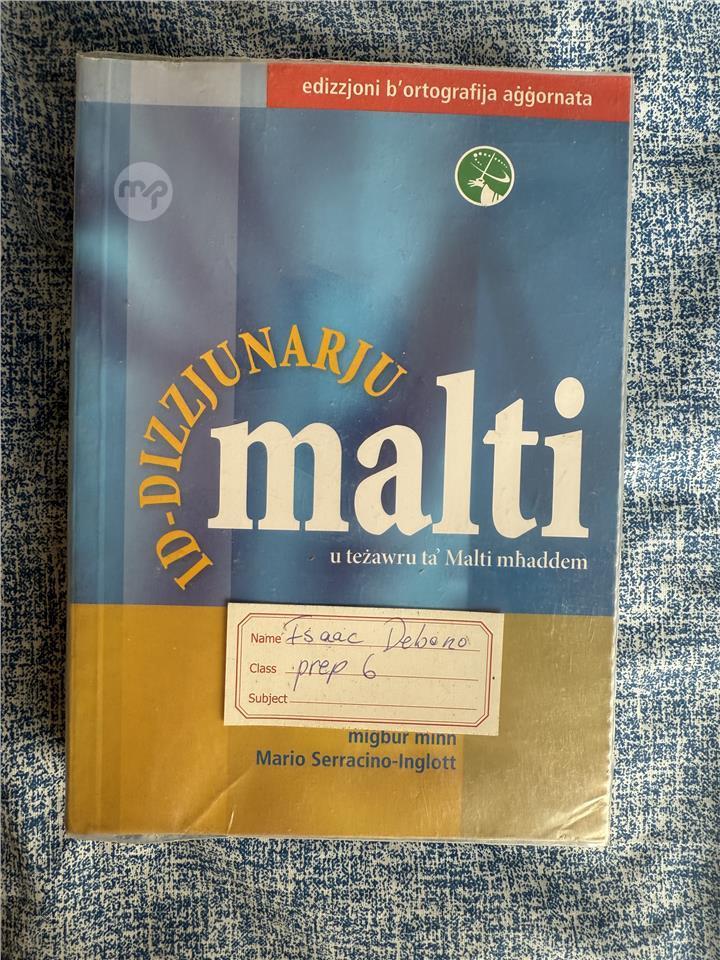 edizzjoni b'ortografija aġġornata
mp
ID-DIZZJUNARJU
malti
u teżawru ta' Malti mħaddem
Name Isaac Debono
Class prep 6
Subject
miġbur minn
Mario Serracino-Inglott